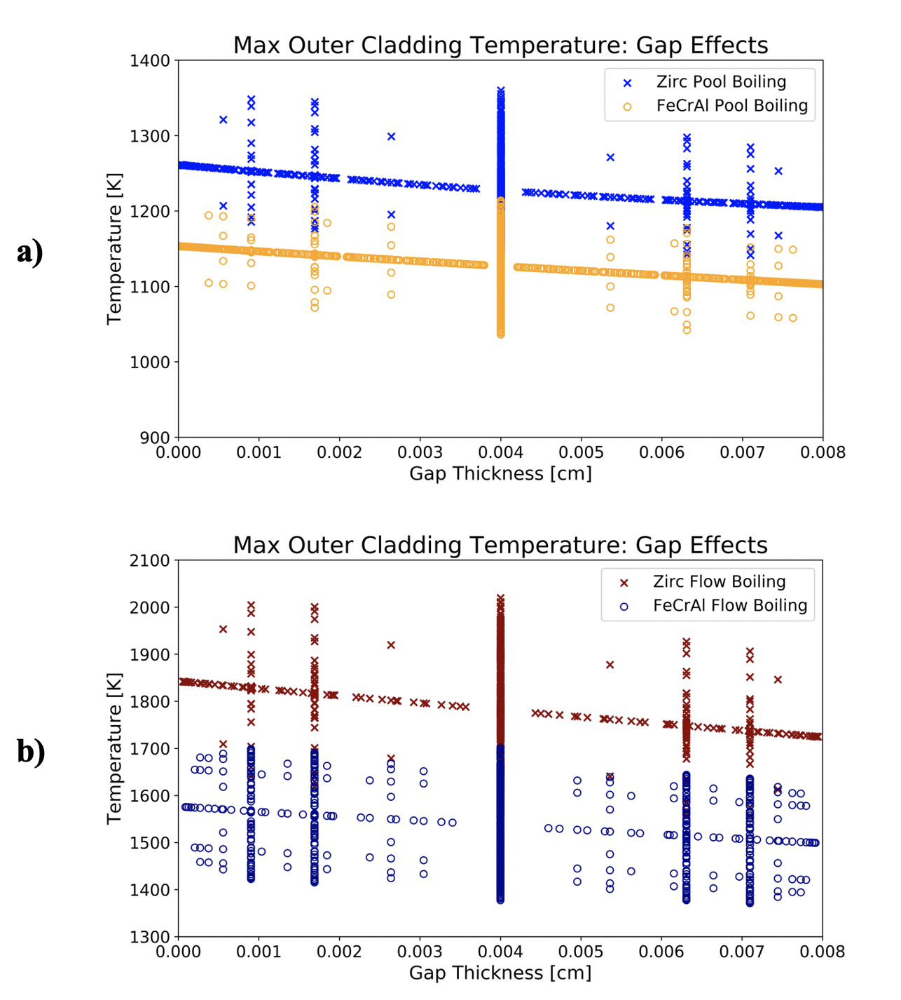 Max Outer Cladding Temperature: Gap Effects
1400
1300
1200
1100
1000
900
Temperature [K]
Zirc Pool Boiling
FeCrAl Pool Boiling
a)
0.000 0.001 0.002 0.003 0.004 0.005 0.006 0.007 0.008
Gap Thickness [cm]
Max Outer Cladding Temperature: Gap Effects
2100
2000
1900
1800
1700
1600
1500
1400
1300
Temperature [K]
Zirc Flow Boiling
FeCrAl Flow Boiling
b)
0.000 0.001 0.002 0.003 0.004 0.005 0.006 0.007 0.008
Gap Thickness [cm]